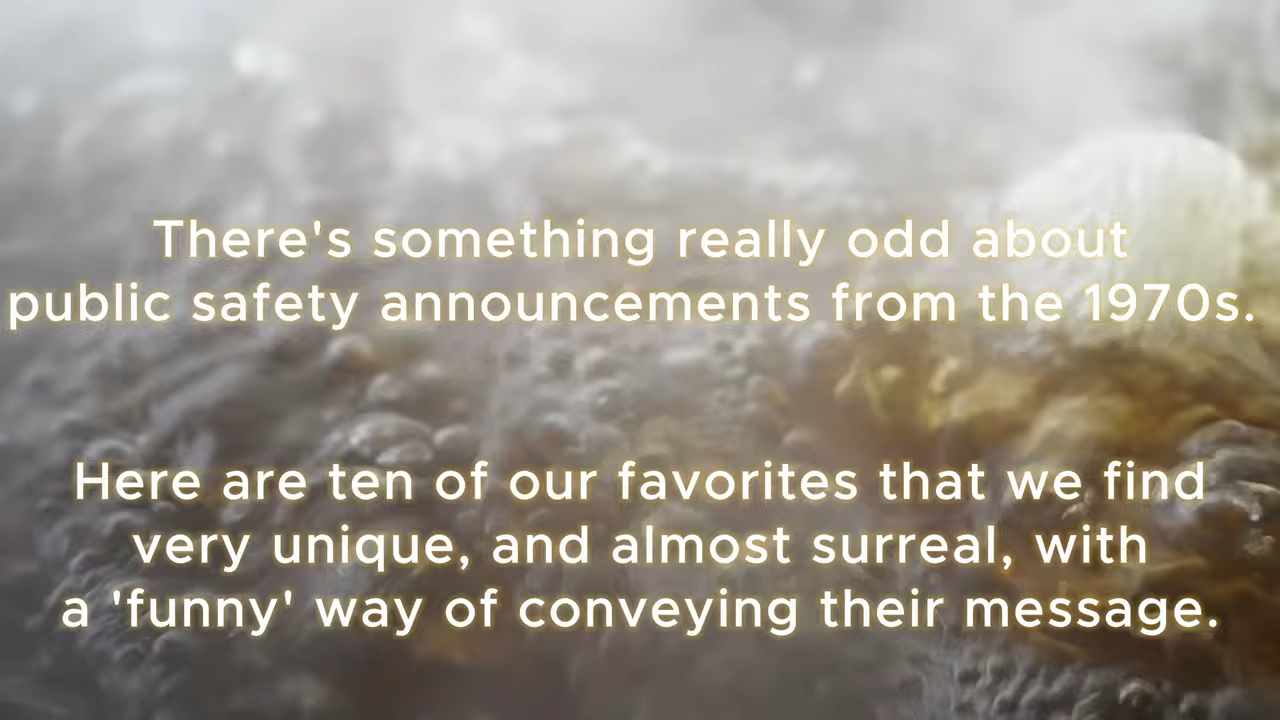 There's something really odd about
public safety announcements from the 1970s.
Here are ten of our favorites that we find
very unique, and almost surreal, with
a 'funny' way of conveying their message.